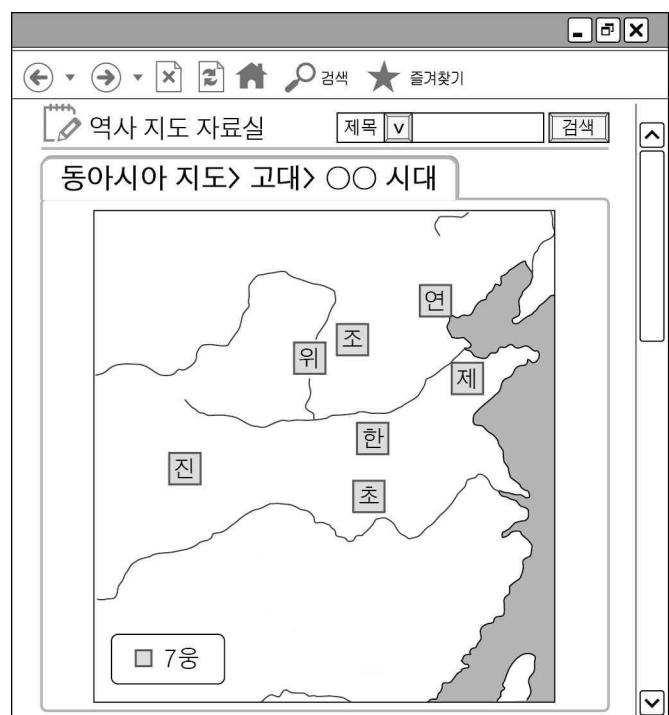 검색 즐겨찾기
역사 지도 자료실 제목 v 검색
동아시아 지도> 고대> ○○ 시대
연
조
위
제
한
진
초
7웅